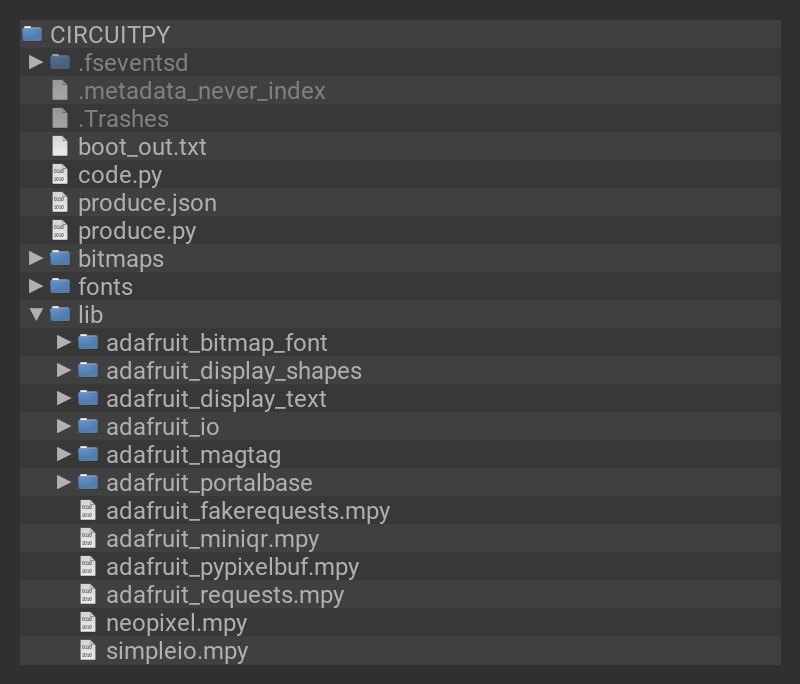 CIRCUITPY
.fseventsd
.metadata_never_index
.Trashes
boot_out.txt
code.py
produce.json
produce.py
bitmaps
fonts
lib
adafruit_bitmap_font
adafruit_display_shapes
adafruit_display_text
adafruit_io
adafruit_magtag
adafruit_portalbase
adafruit_fakerequests.mpy
adafruit_miniqr.mpy
adafruit_pypixelbuf.mpy
adafruit_requests.mpy
neopixel.mpy
simpleio.mpy